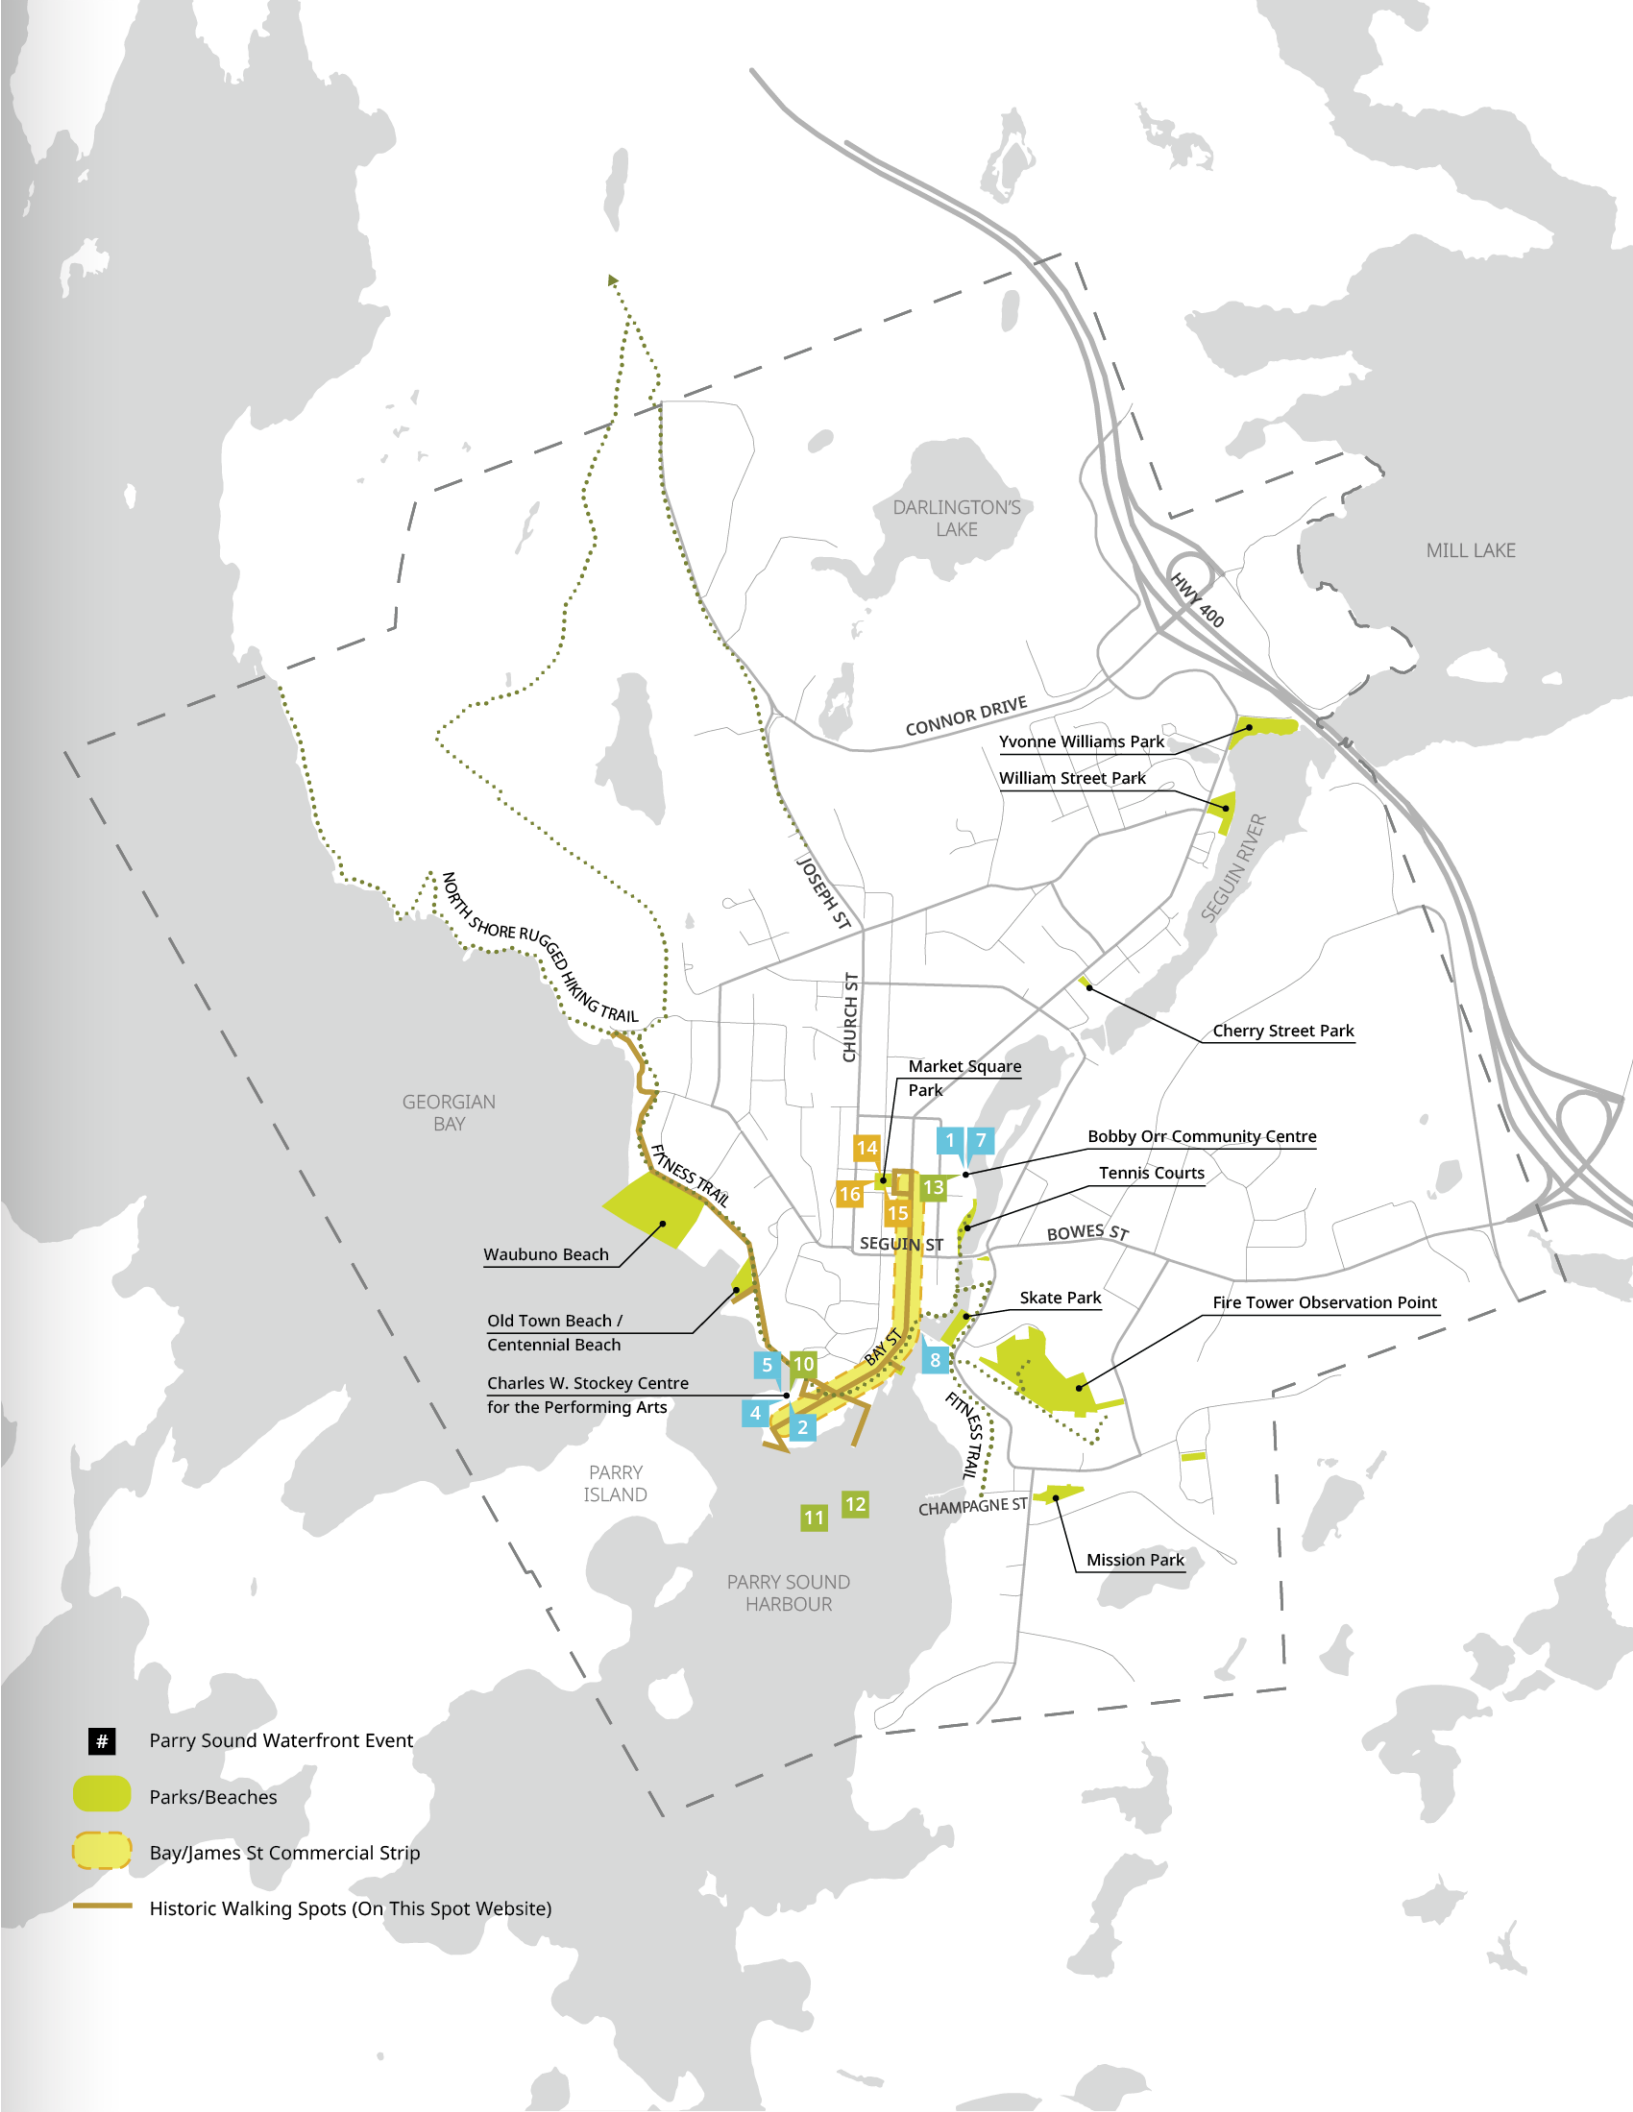 DARLINGTON'S
LAKE
MILL LAKE
HWY 400
CONNOR DRIVE
Yvonne Williams Park
William Street Park
SEGUIN RIVER
JOSEPH ST
NORTH SHORE RUGGED HIKING TRAIL
CHURCH ST
Cherry Street Park
Market Square
Park
GEORGIAN
BAY
14
1
7
Bobby Orr Community Centre
Tennis Courts
16
13
15
FITNESS TRAIL
SEGUIN ST
BOWES ST
Waubuno Beach
Skate Park
Fire Tower Observation Point
Old Town Beach /
Centennial Beach
BAY ST
5
10
8
Charles W. Stockey Centre
for the Performing Arts
4
2
FITNESS TRAIL
PARRY
ISLAND
11
12
CHAMPAGNE ST
Mission Park
PARRY SOUND
HARBOUR
# Parry Sound Waterfront Event
Parks/Beaches
Bay/James St Commercial Strip
Historic Walking Spots (On This Spot Website)